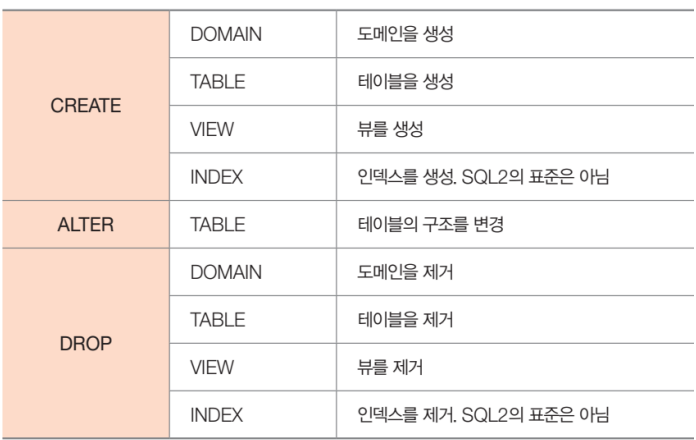 CREATE
DOMAIN 도메인을 생성
TABLE 테이블을 생성
VIEW 뷰를 생성
INDEX 인덱스를 생성. SQL2의 표준은 아님
ALTER TABLE 테이블의 구조를 변경
DROP
DOMAIN 도메인을 제거
TABLE 테이블을 제거
VIEW 뷰를 제거
INDEX 인덱스를 제거. SQL2의 표준은 아님